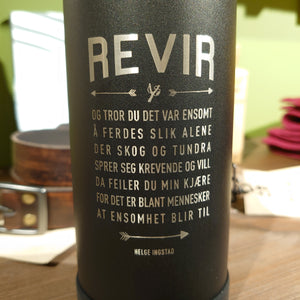 REVIR
OG TROR DU DET VAR ENSOMT
Å FERDES SLIK ALENE
DER SKOG OG TUNDRA
SPRER SEG KREVENDE OG VILL
DA FEILER DU MIN KJÆRE
FOR DET ER BLANT MENNESKER
AT ENSOMHET BLIR TIL
HELGE INGSTAD